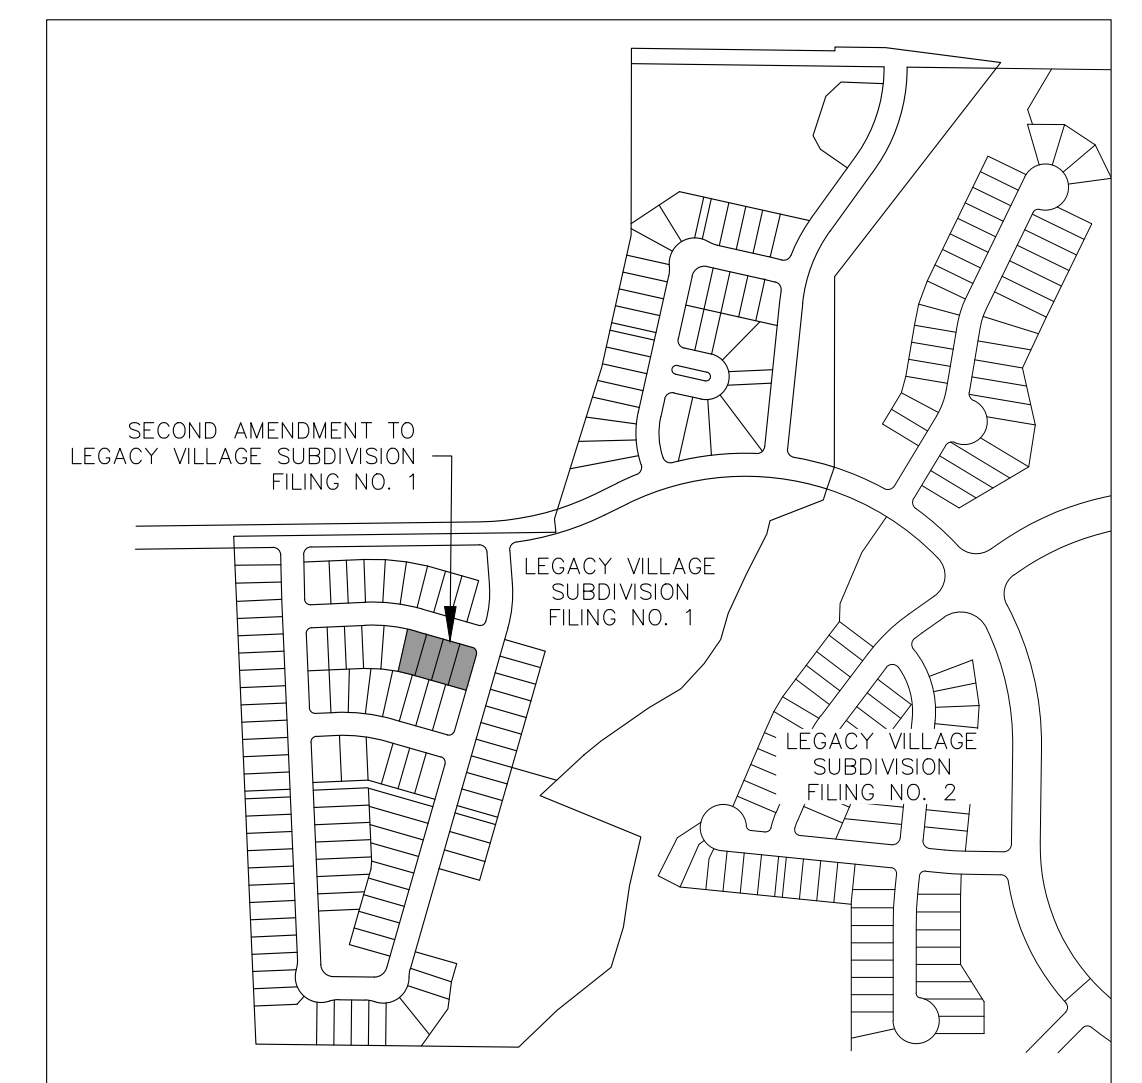 SECOND AMENDMENT TO
LEGACY VILLAGE SUBDIVISION
FILING NO. 1
LEGACY VILLAGE
SUBDIVISION
FILING NO. 1
LEGACY VILLAGE
SUBDIVISION
FILING NO. 2